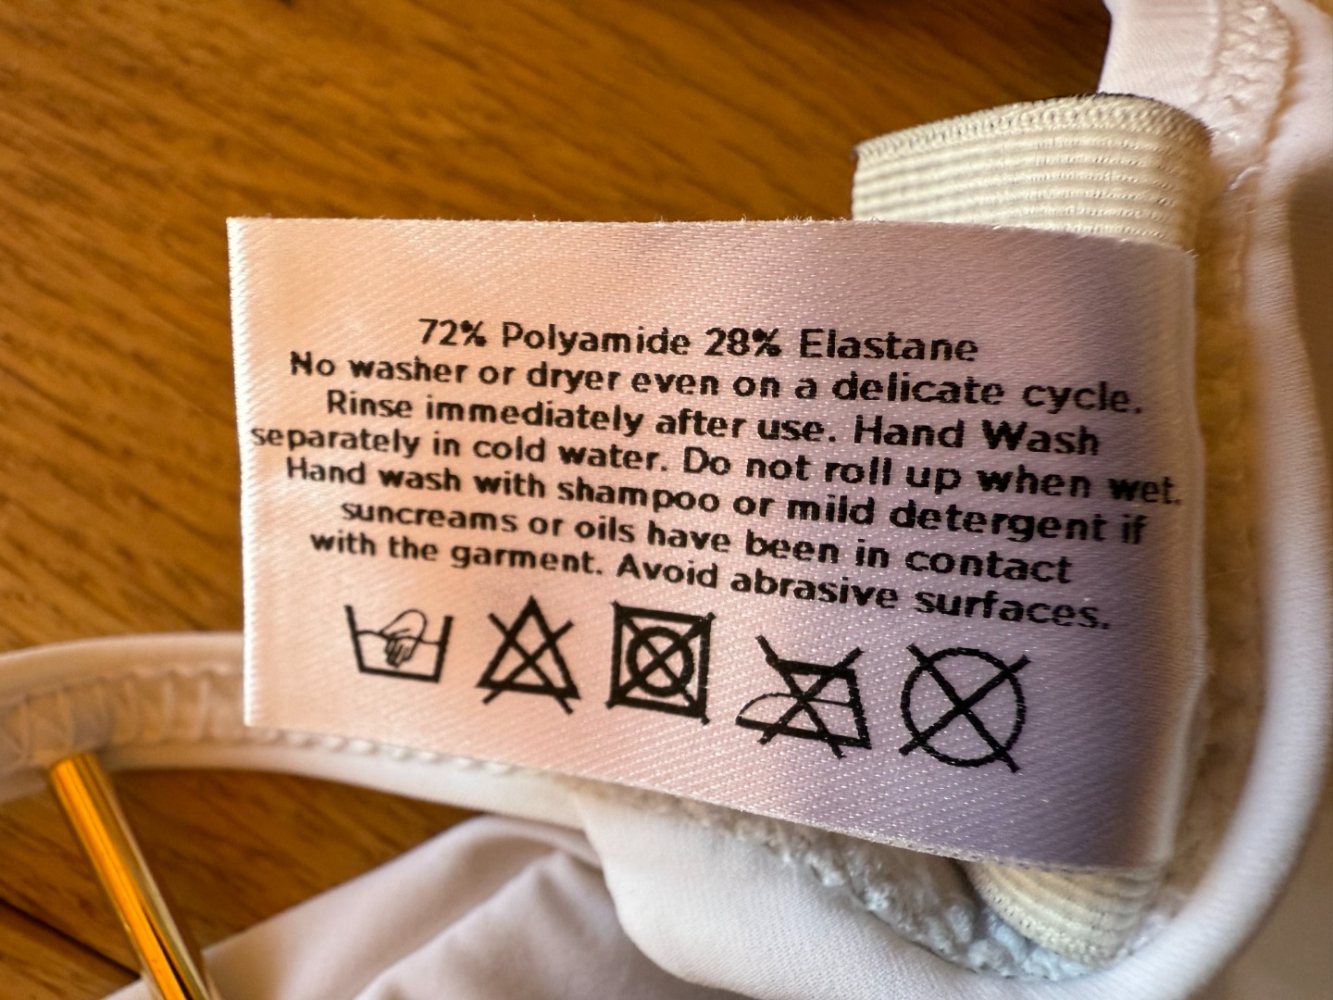 72% Polyamide 28% Elastane
No washer or dryer even on a delicate cycle.
Rinse immediately after use. Hand Wash
separately in cold water. Do not roll up when wet.
Hand wash with shampoo or mild detergent if
suncreams or oils have been in contact
with the garment. Avoid abrasive surfaces.